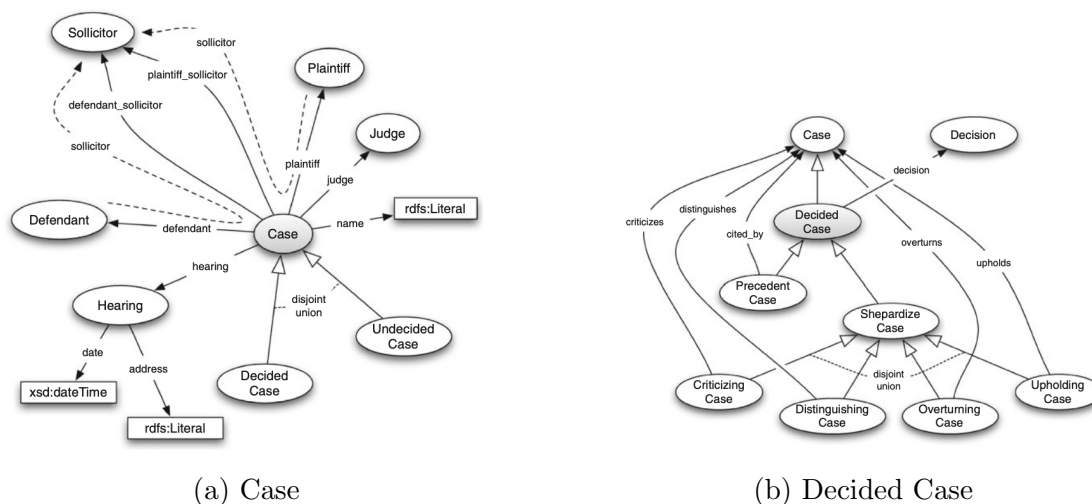 Sollicitor
sollicitor
plaintiff_sollicitor
Plaintiff
defendant_sollicitor
Judge
sollicitor
plaintiff
judge
rdfs:Literal
Defendant
defendant
Case
name
hearing
Hearing
disjoint
union
Undecided
Case
date
address
xsd:dateTime
Decided
Case
rdfs:Literal
(a) Case
Case
Decision
decision
criticizes
distinguishes
Decided
Case
cited_by
overturns
upholds
Precedent
Case
Shepardize
Case
disjoint
union
Criticizing
Case
Distinguishing
Case
Overturning
Case
Upholding
Case
(b) Decided Case